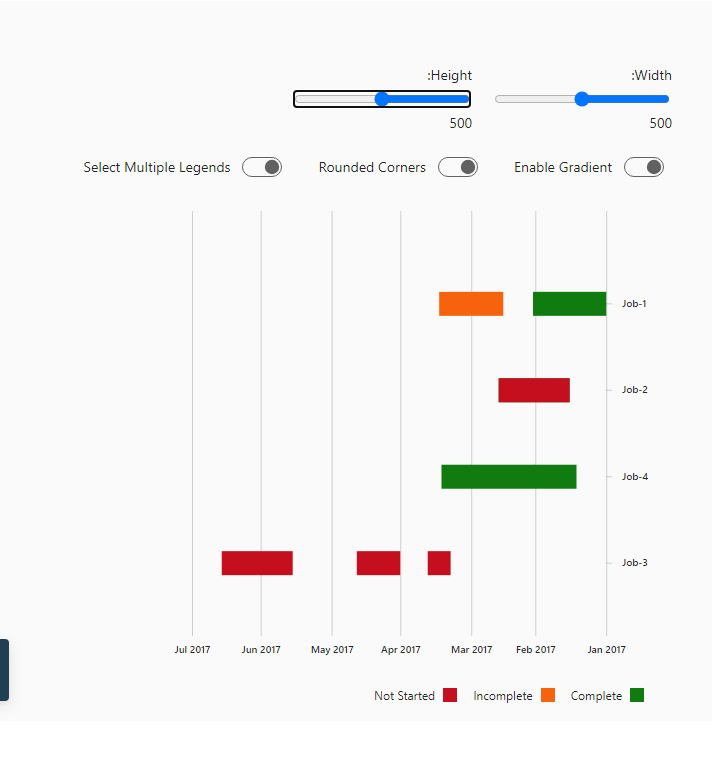 :Height
:Width
500
500
Select Multiple Legends
Rounded Corners
Enable Gradient
Job-1
Job-2
Job-4
Job-3
Jul 2017
Jun 2017
May 2017
Apr 2017
Mar 2017
Feb 2017
Jan 2017
Not Started
Incomplete
Complete